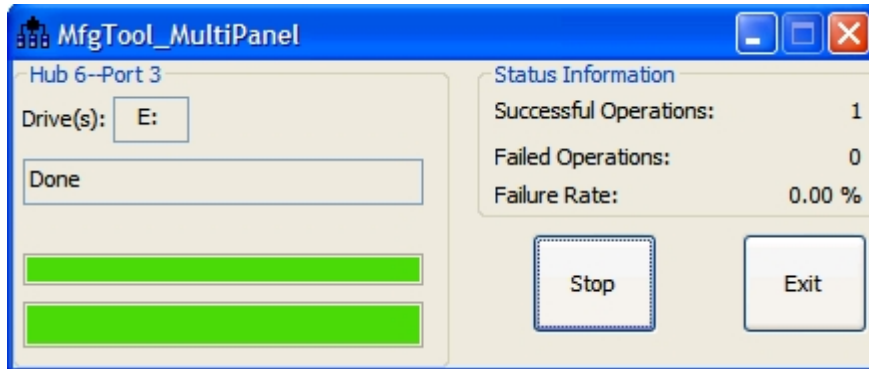 MfgTool_MultiPanel
Hub 6--Port 3
Drive(s): E:
Done
Status Information
Successful Operations: 1
Failed Operations: 0
Failure Rate: 0.00 %
Stop
Exit